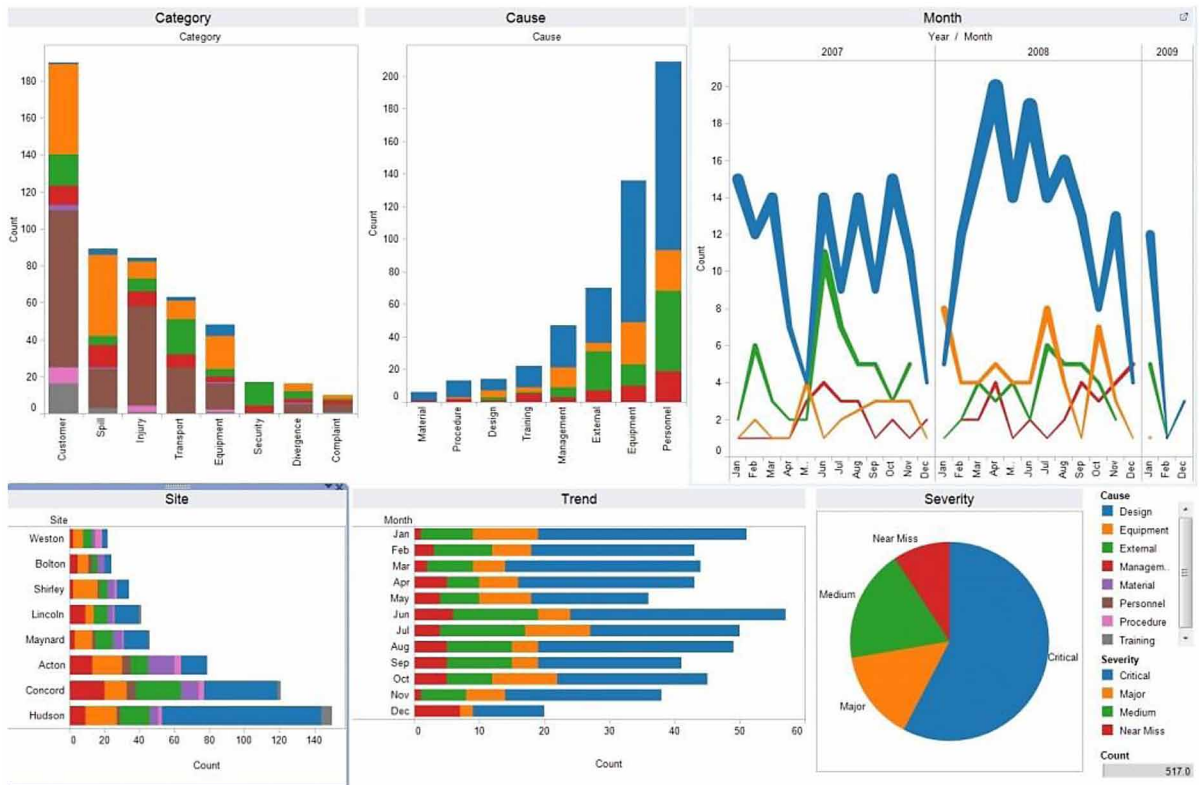 Category
Category
Count
180
160
140
120
100
80
60
40
20
0
Customer
Spill
Injury
Transport
Equipment
Security
Divergence
Complaint
Cause
Cause
Count
200
180
160
140
120
100
80
60
40
20
0
Material
Procedure
Design
Training
Management
External
Equipment
Personnel
Month
Year / Month
2007 2008 2009
Count
20
18
16
14
12
10
8
6
4
2
0
Jan Feb Mar Apr M.. Jun Jul Aug Sep Oct Nov Dec Jan Feb Mar Apr M.. Jun Jul Aug Sep Oct Nov Dec Jan Feb Dec
Site
Site
Weston
Bolton
Shirley
Lincoln
Maynard
Acton
Concord
Hudson
0 20 40 60 80 100 120 140
Count
Trend
Month
Jan
Feb
Mar
Apr
May
Jun
Jul
Aug
Sep
Oct
Nov
Dec
0 10 20 30 40 50 60
Count
Severity
Near Miss
Medium
Major
Critical
Cause
Design
Equipment
External
Managem..
Material
Personnel
Procedure
Training
Severity
Critical
Major
Medium
Near Miss
Count
517.0